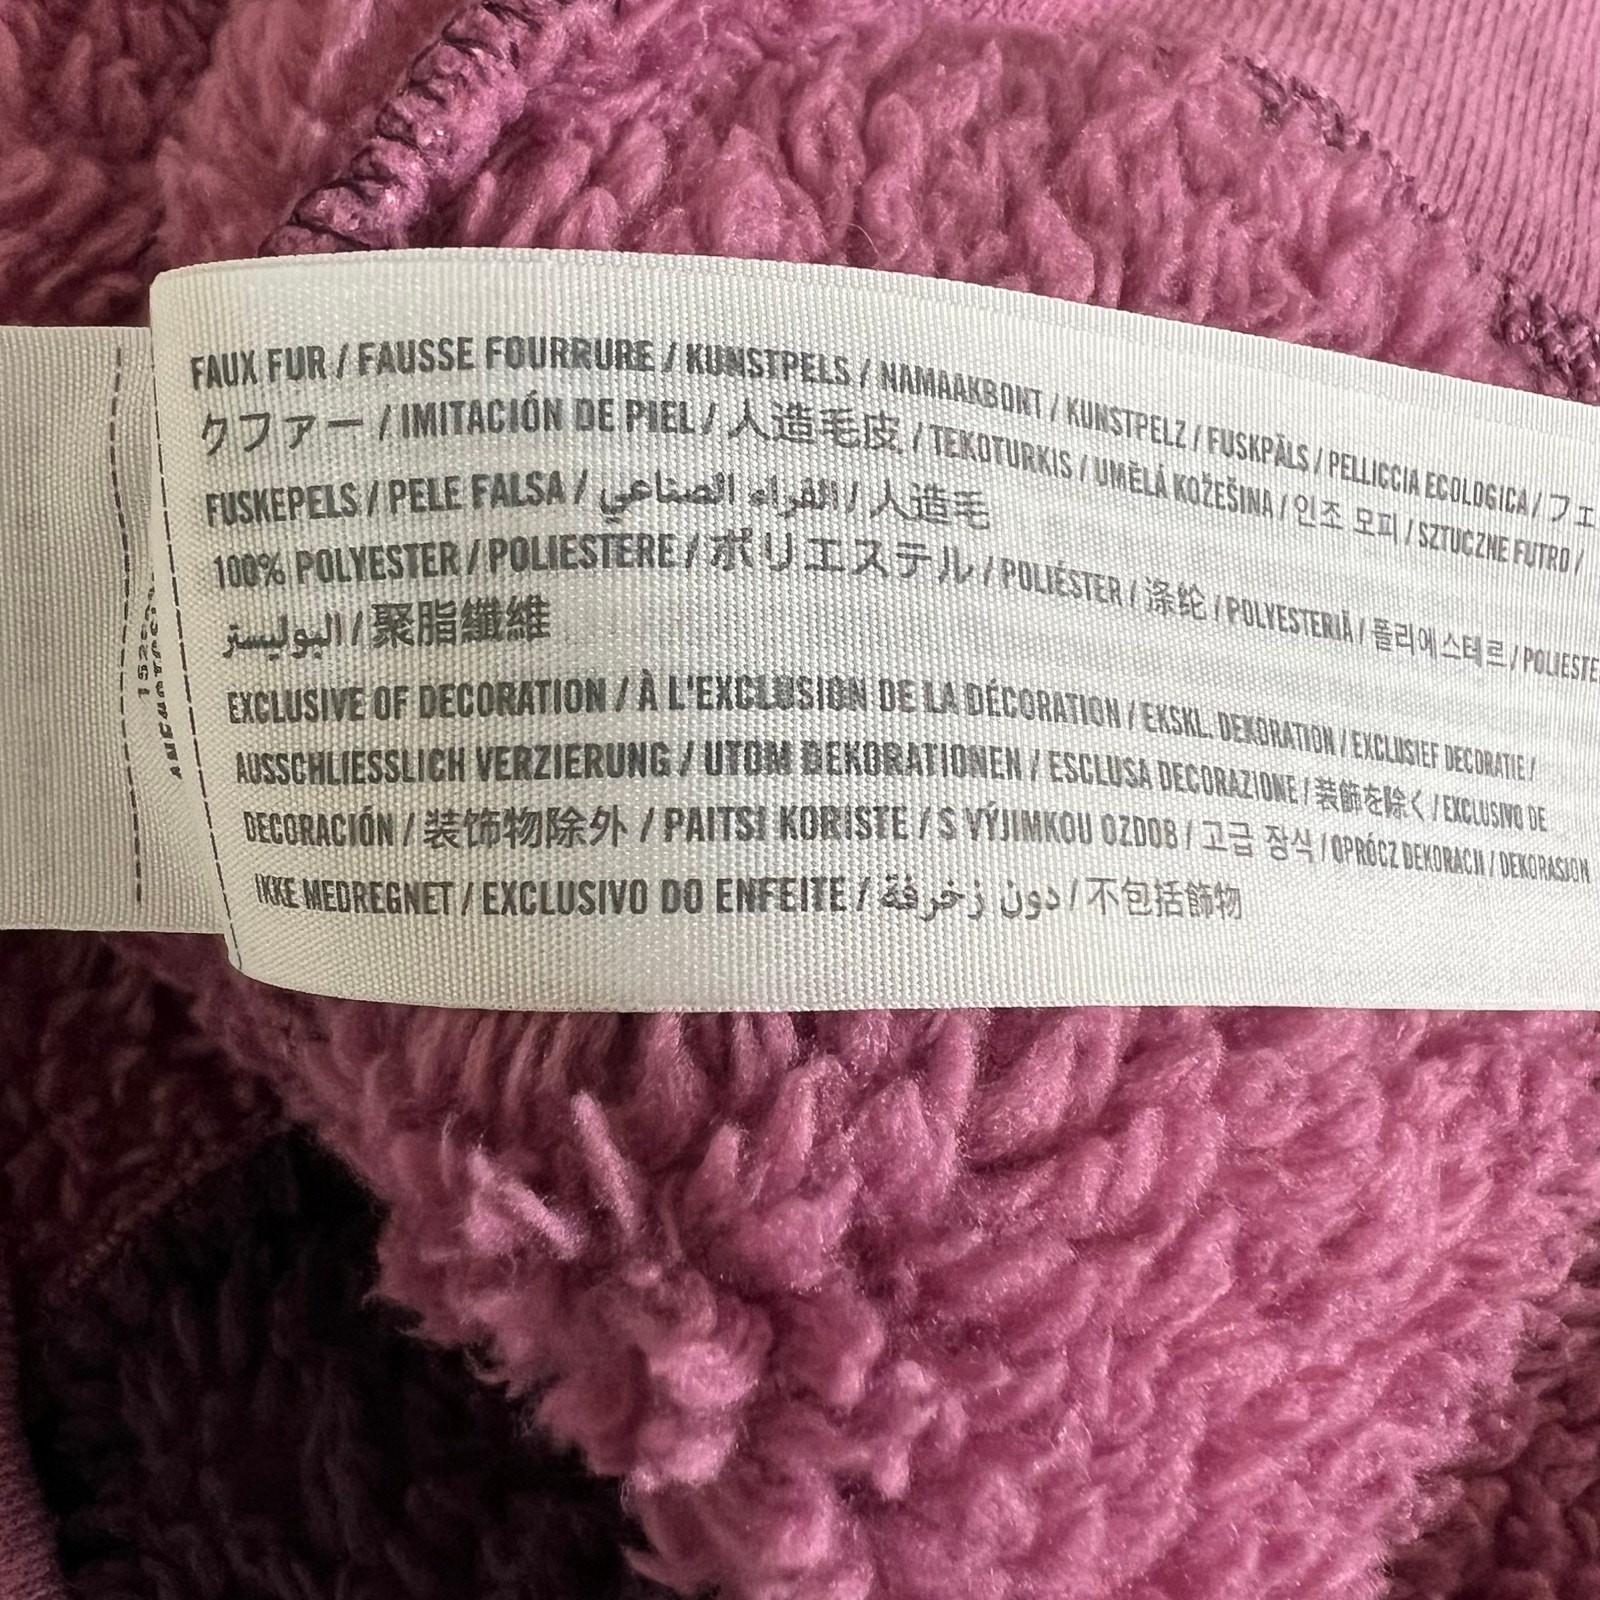 FAUX FUR / FAUSSE FOURRURE / KUNSTPELS / NAMAAKBONT / KUNSTPELZ / FUSKPÄLS / PELLICCIA ECOLOGICA / フェ
クファー / IMITACIÓN DE PIEL / 人造毛皮 / TEKOTURKIS / UMĚLÁ KOŽEŠINA / 인조 모피 / SZTUCZNE FUTRO /
FUSKEPELS / PELE FALSA / الفراء الصناعي / 人造毛
100% POLYESTER / POLIESTERE / ポリエステル / POLIÉSTER / 涤纶 / POLYESTERIÄ / 폴리에스테르 / POLIESTE
البوليستر / 聚脂纖維
EXCLUSIVE OF DECORATION / À L'EXCLUSION DE LA DÉCORATION / EKSKL. DEKORATION / EXCLUSIEF DECORATIE /
AUSSCHLIESSLICH VERZIERUNG / UTOM DEKORATIONEN / ESCLUSA DECORAZIONE / 装飾を除く / EXCLUSIVO DE
DECORACIÓN / 装饰物除外 / PAITSI KORISTE / S VÝJIMKOU OZDOB / 고급 장식 / OPRÓCZ DEKORACJI / DEKORASJON
IKKE MEDREGNET / EXCLUSIVO DO ENFEITE / دون زخرفة / 不包括飾物